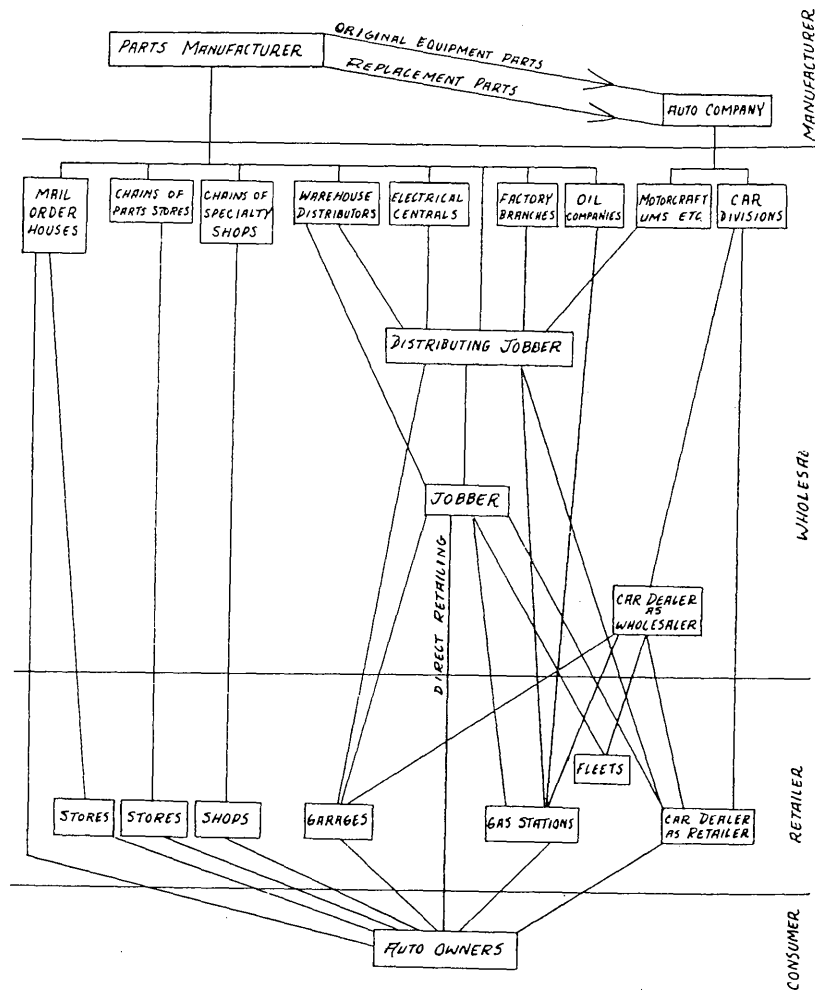 PARTS MANUFACTURER
ORIGINAL EQUIPMENT PARTS
REPLACEMENT PARTS
AUTO COMPANY
MANUFACTURER
MAIL
ORDER
HOUSES
CHAINS OF
PARTS STORES
CHAINS OF
SPECIALTY
SHOPS
WAREHOUSE
DISTRIBUTORS
ELECTRICAL
CENTRALS
FACTORY
BRANCHES
OIL
COMPANIES
MOTORCRAFT
UMS ETC.
CAR
DIVISIONS
DISTRIBUTING JOBBER
JOBBER
DIRECT RETAILING
CAR DEALER
AS
WHOLESALER
WHOLESAL
FLEETS
STORES
STORES
SHOPS
GARAGES
GAS STATIONS
CAR DEALER
AS RETAILER
RETAILER
AUTO OWNERS
CONSUMER